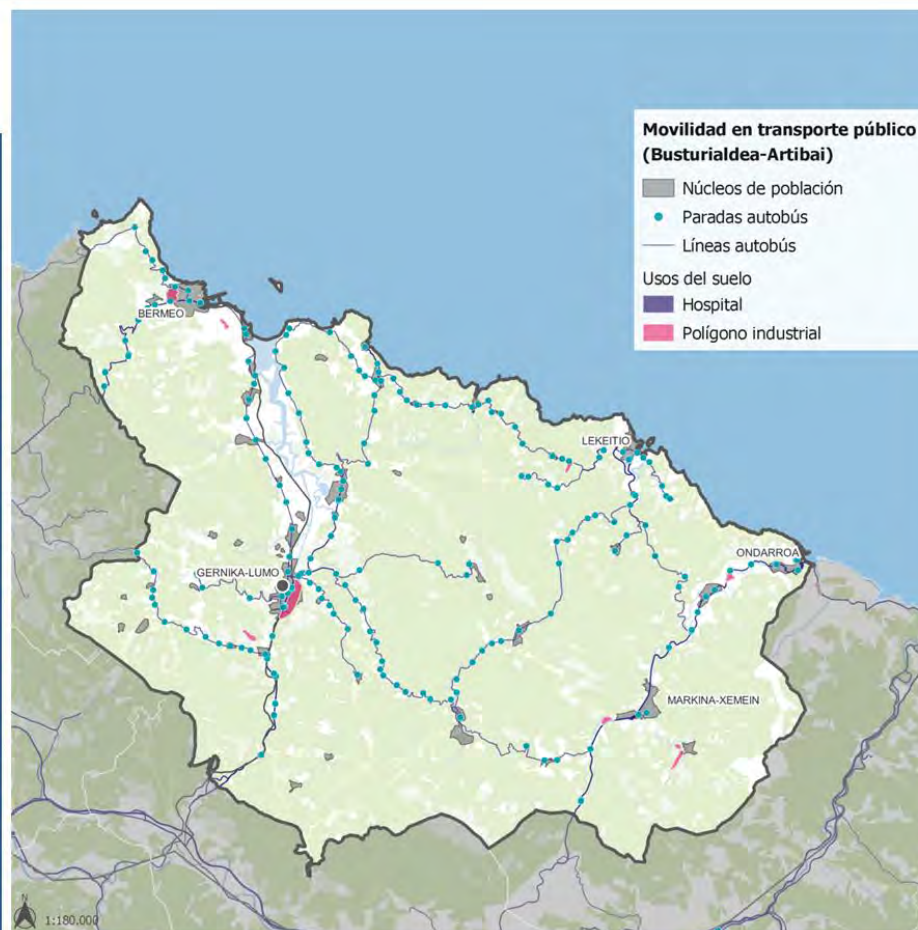 Movilidad en transporte público
(Busturialdea-Artibai)
Núcleos de población
Paradas autobús
Líneas autobús
Usos del suelo
Hospital
Polígono industrial
BERMEO
LEKEITIO
ONDARROA
GERNIKA-LUMO
MARKINA-XEMEIN
N
1:180.000